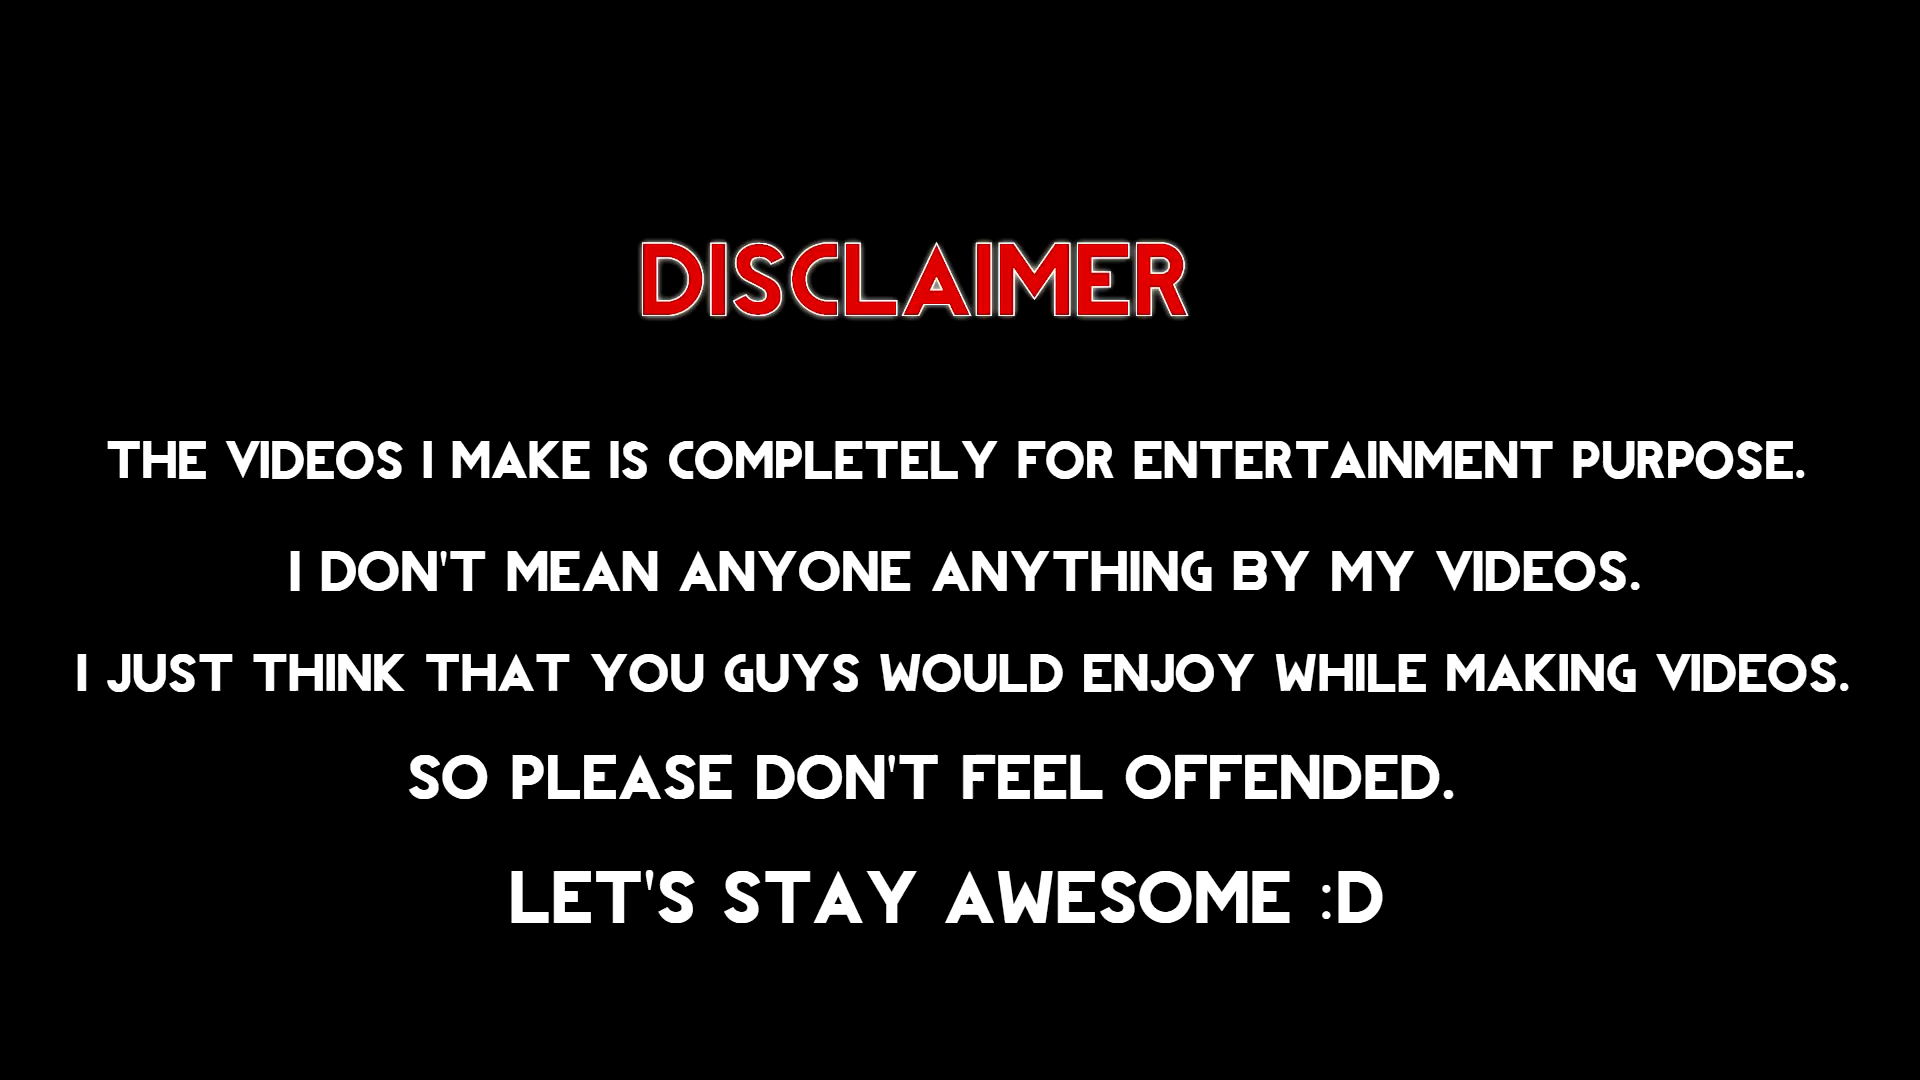 DISCLAIMER
THE VIDEOS I MAKE IS COMPLETELY FOR ENTERTAINMENT PURPOSE.
I DON'T MEAN ANYONE ANYTHING BY MY VIDEOS.
I JUST THINK THAT YOU GUYS WOULD ENJOY WHILE MAKING VIDEOS.
SO PLEASE DON'T FEEL OFFENDED.
LET'S STAY AWESOME :D